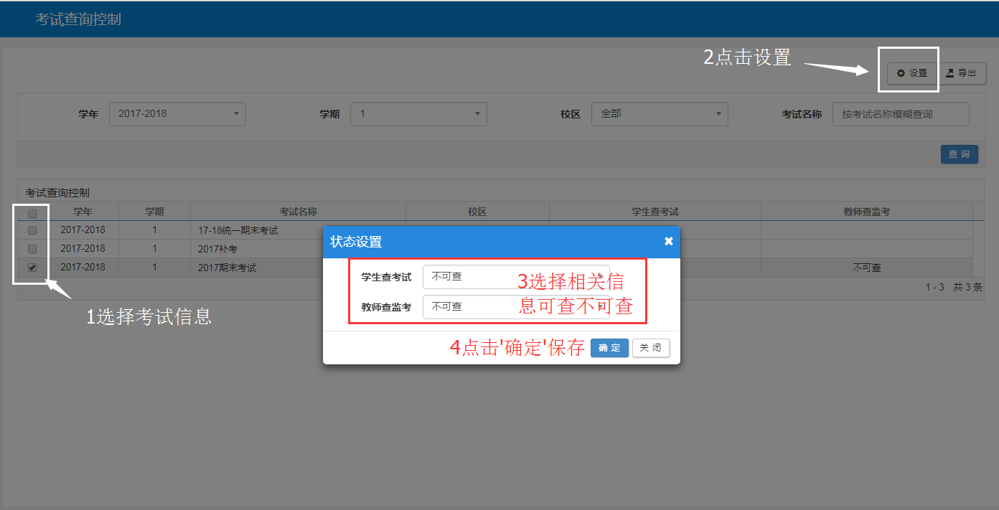 考试查询控制
2点击设置
设置 导出
学年 2017-2018 学期 1 校区 全部 考试名称 按考试名称模糊查询
查 询
考试查询控制
学年 学期 考试名称 校区 学生查考试 教师查监考
2017-2018 1 17-18统一期末考试
2017-2018 1 2017补考
2017-2018 1 2017期末考试 不可查
1 - 3 共 3 条
1选择考试信息
状态设置
学生查考试 不可查
教师查监考 不可查
3选择相关信
息可查不可查
4点击'确定'保存
确 定 关 闭